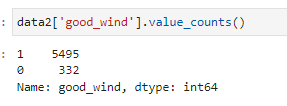 : data2['good_wind'].value_counts()
: 1    5495
0     332
Name: good_wind, dtype: int64